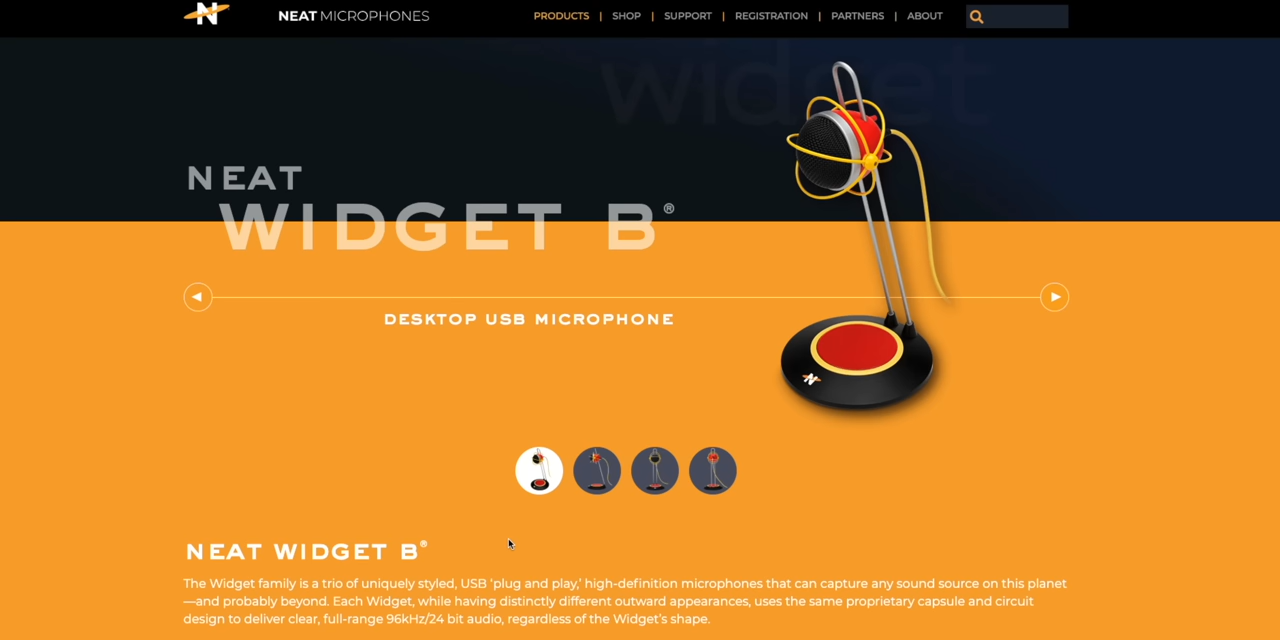 N
NEAT MICROPHONES
PRODUCTS | SHOP | SUPPORT | REGISTRATION | PARTNERS | ABOUT
widget
NEAT
WIDGET B®
DESKTOP USB MICROPHONE
N
NEAT WIDGET B®
The Widget family is a trio of uniquely styled, USB ‘plug and play,’ high-definition microphones that can capture any sound source on this planet
—and probably beyond. Each Widget, while having distinctly different outward appearances, uses the same proprietary capsule and circuit
design to deliver clear, full-range 96kHz/24 bit audio, regardless of the Widget’s shape.